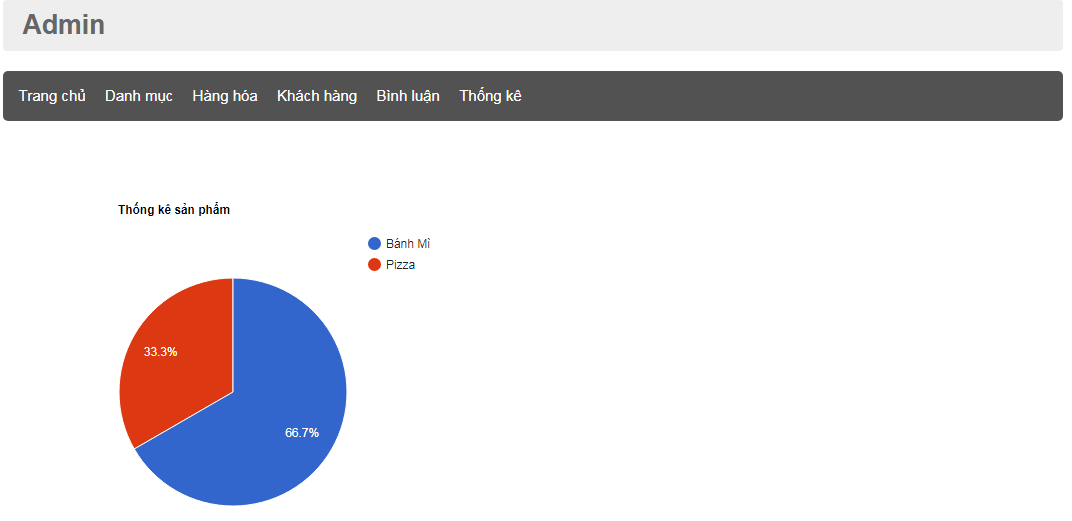 Admin
Trang chủ Danh mục Hàng hóa Khách hàng Bình luận Thống kê
Thống kê sản phẩm
Bánh Mì
Pizza
33.3%
66.7%